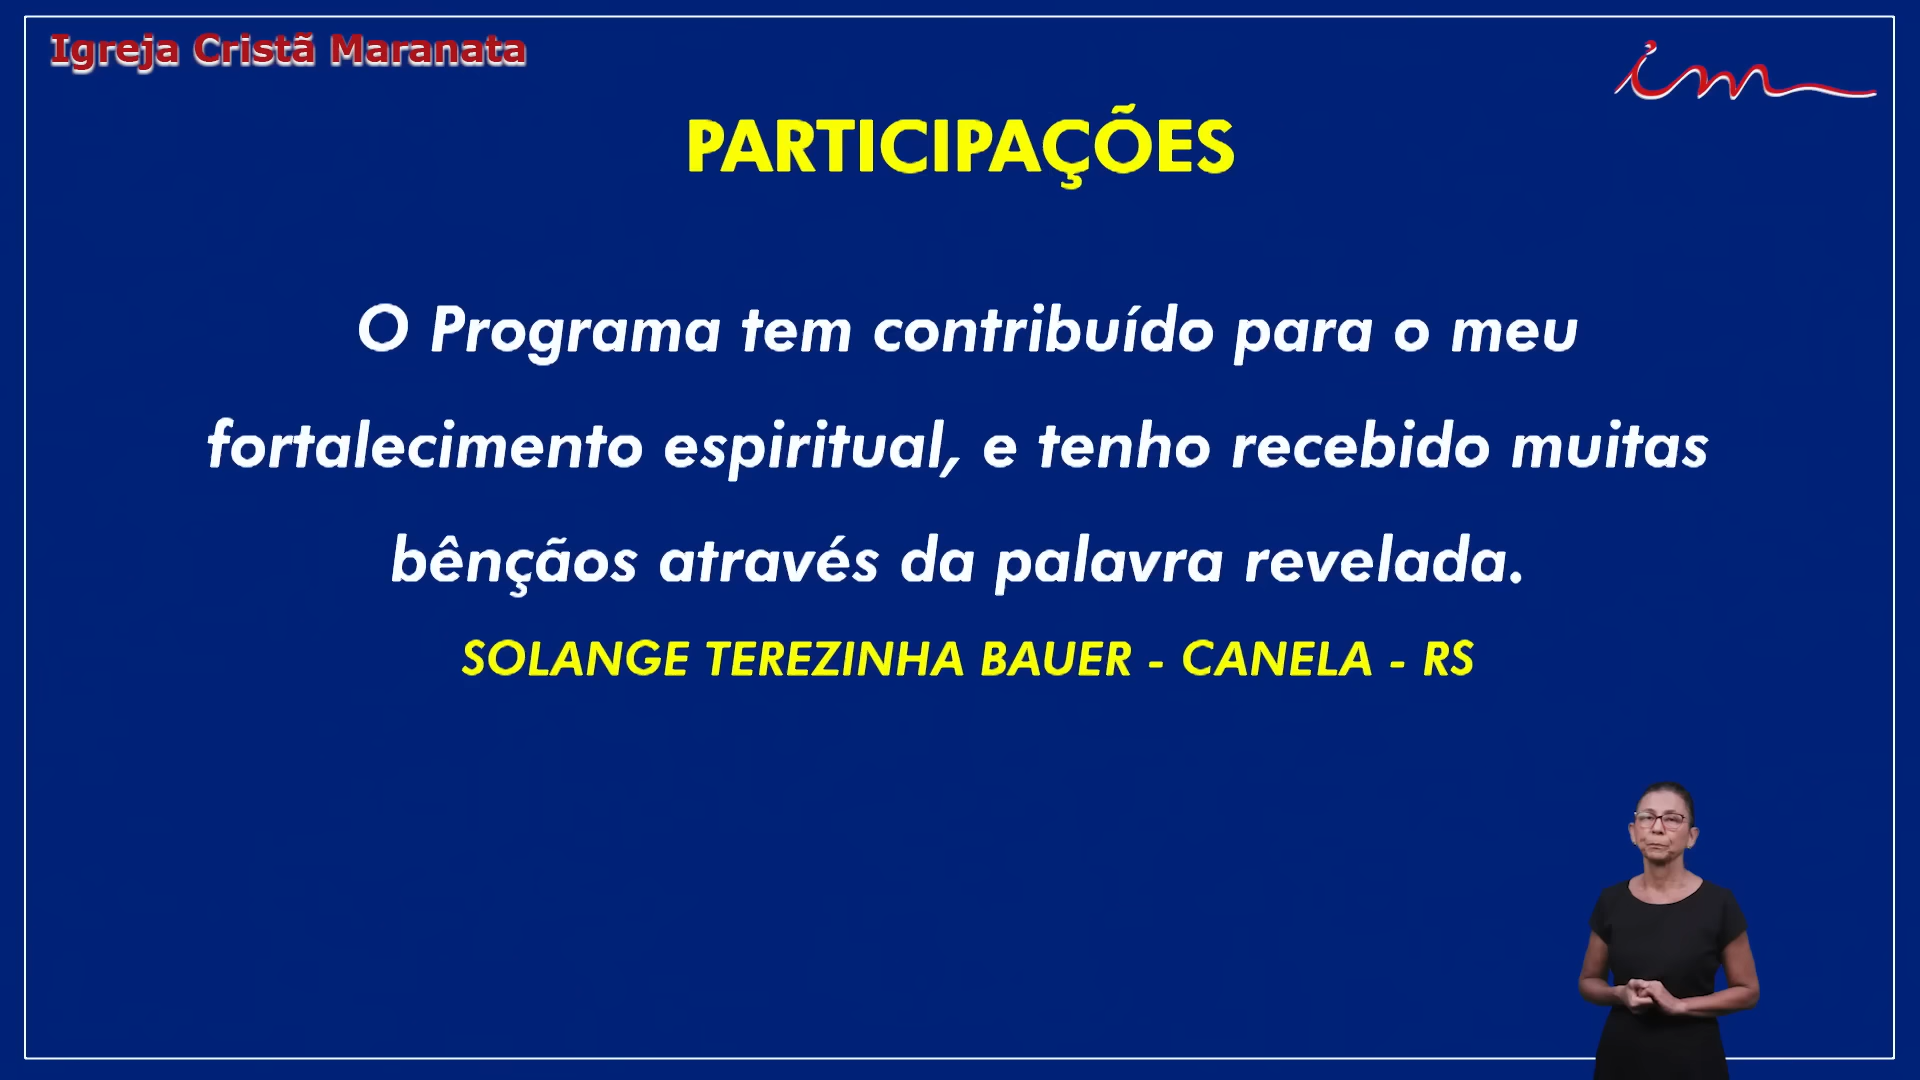 Igreja Cristã Maranata
im
PARTICIPAÇÕES
O Programa tem contribuído para o meu
fortalecimento espiritual, e tenho recebido muitas
bênçãos através da palavra revelada.
SOLANGE TEREZINHA BAUER - CANELA - RS